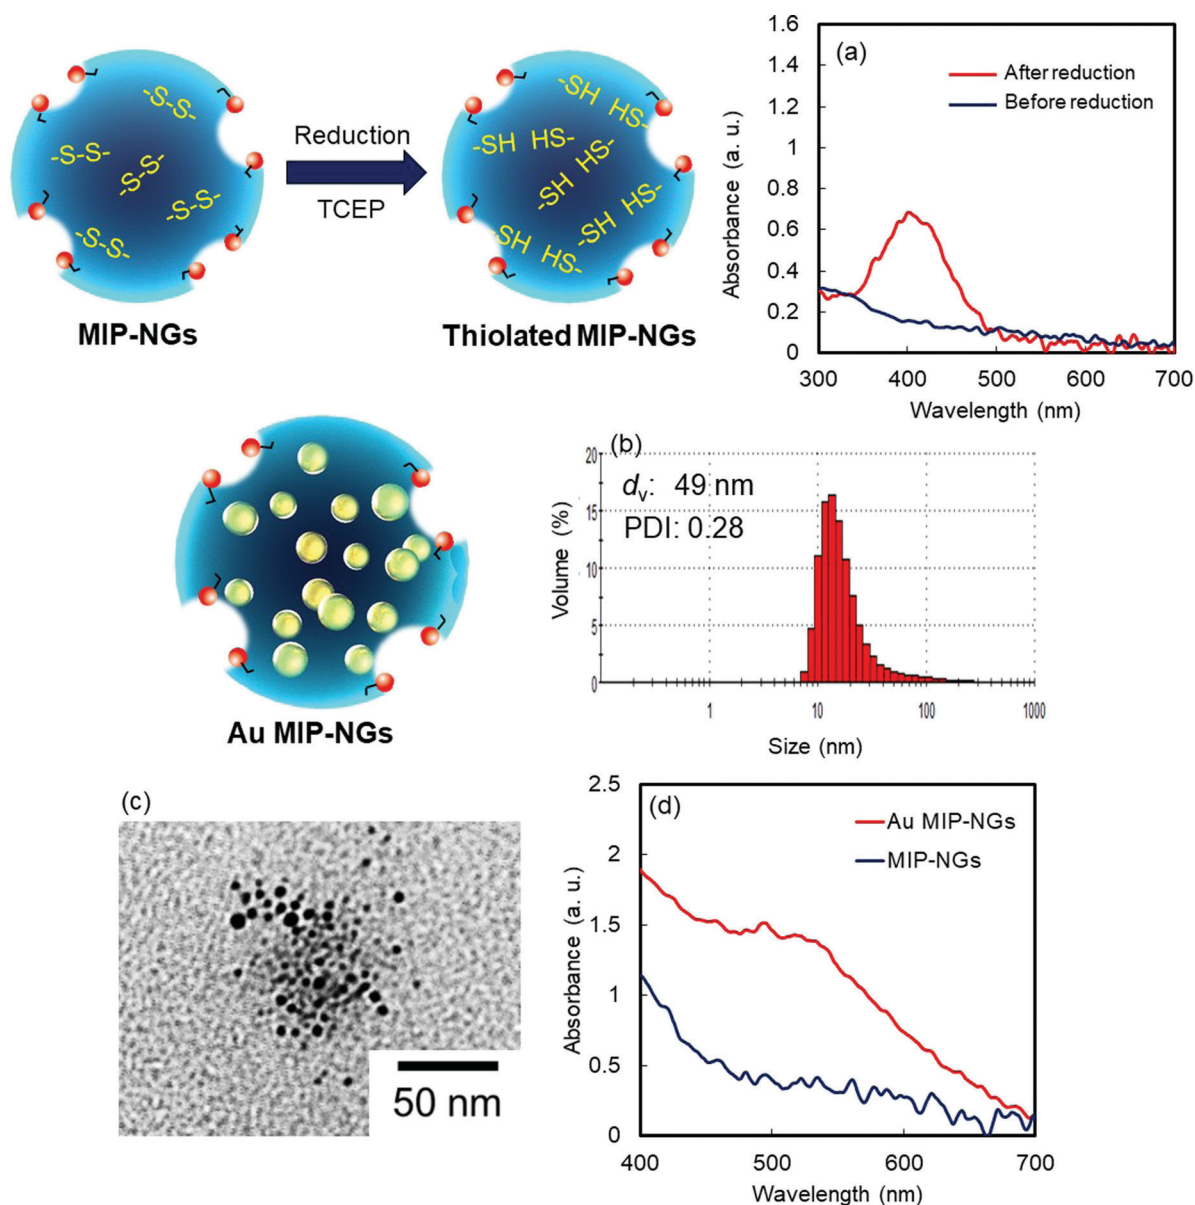 -S-S-
-S-S-
-S-S-
-S-S-
-S-S-
MIP-NGs
Reduction
TCEP
-SH HS-
-SH HS-
-SH HS-
-SH HS-
-SH HS-
Thiolated MIP-NGs
(a)
After reduction
Before reduction
1.6
1.4
1.2
1
0.8
0.6
0.4
0.2
0
Absorbance (a. u.)
300 400 500 600 700
Wavelength (nm)
Au MIP-NGs
(b)
dv: 49 nm
PDI: 0.28
20
15
10
5
0
Volume (%)
1 10 100 1000
Size (nm)
(c)
50 nm
(d)
Au MIP-NGs
MIP-NGs
2.5
2
1.5
1
0.5
0
Absorbance (a. u.)
400 500 600 700
Wavelength (nm)